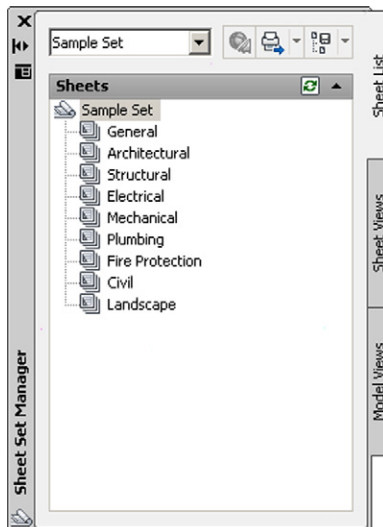 Sample Set
Sheets
Sample Set
General
Architectural
Structural
Electrical
Mechanical
Plumbing
Fire Protection
Civil
Landscape
Sheet List
Sheet Views
Model Views
Sheet Set Manager